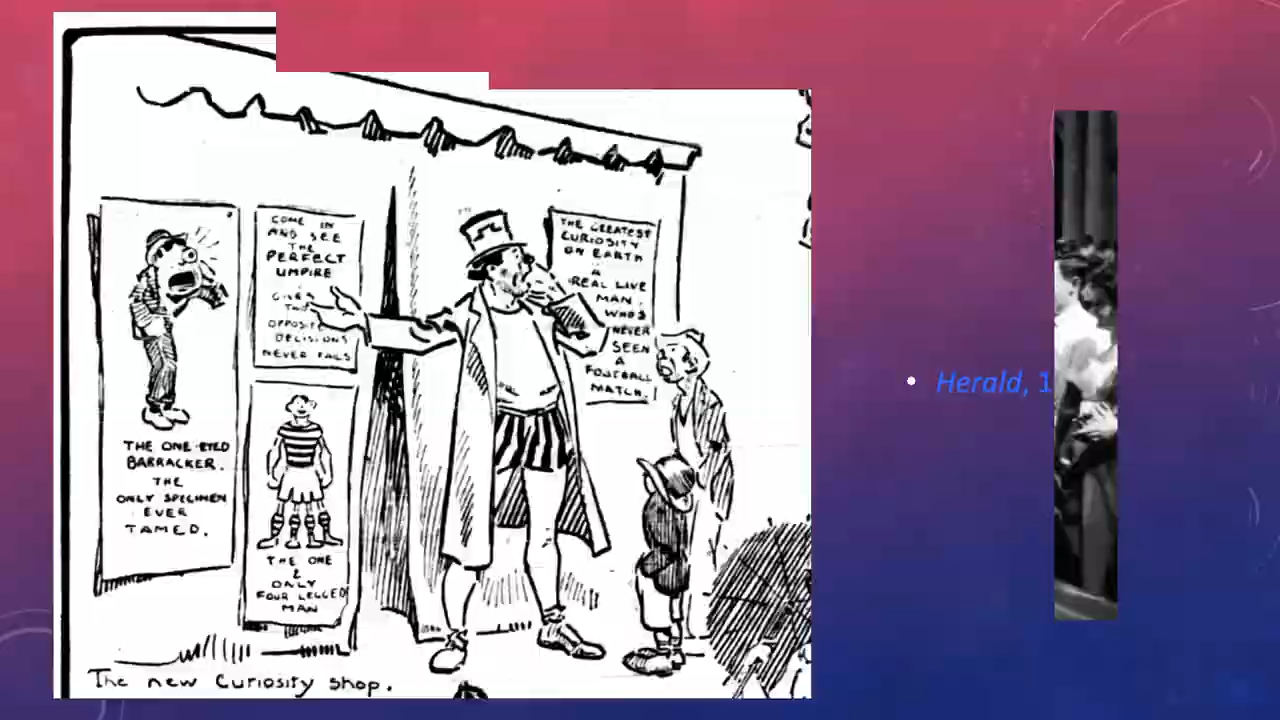 COME IN
AND SEE
THE
PERFECT
UMPIRE
GIVES
TWO
OPPOSITE
DECISIONS
NEVER FAILS
THE GREATEST
CURIOSITY
ON EARTH
A
REAL LIVE
MAN
WHO'S
NEVER
SEEN
A
FOOTBALL
MATCH.
THE ONE EYED
BARRACKER.
THE
ONLY SPECIMEN
EVER
TAMED.
THE ONE
&
ONLY
FOUR LEGGED
MAN
The new Curiosity shop.
• Herald, 1